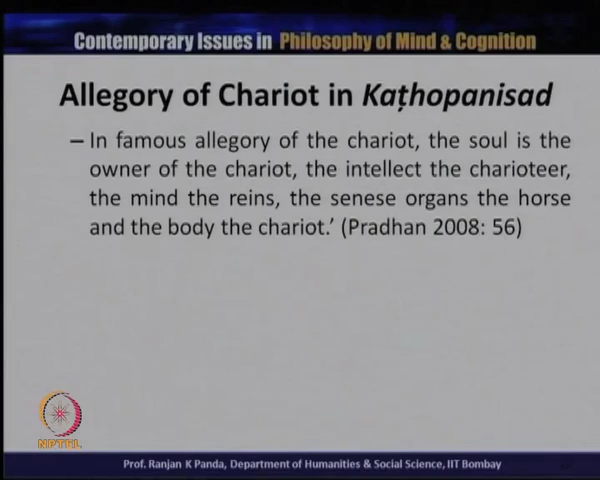 Contemporary Issues in Philosophy of Mind & Cognition
Allegory of Chariot in Kaṭhopanisad
– In famous allegory of the chariot, the soul is the
owner of the chariot, the intellect the charioteer,
the mind the reins, the senese organs the horse
and the body the chariot.’ (Pradhan 2008: 56)
NPTEL
Prof. Ranjan K Panda, Department of Humanities & Social Science, IIT Bombay